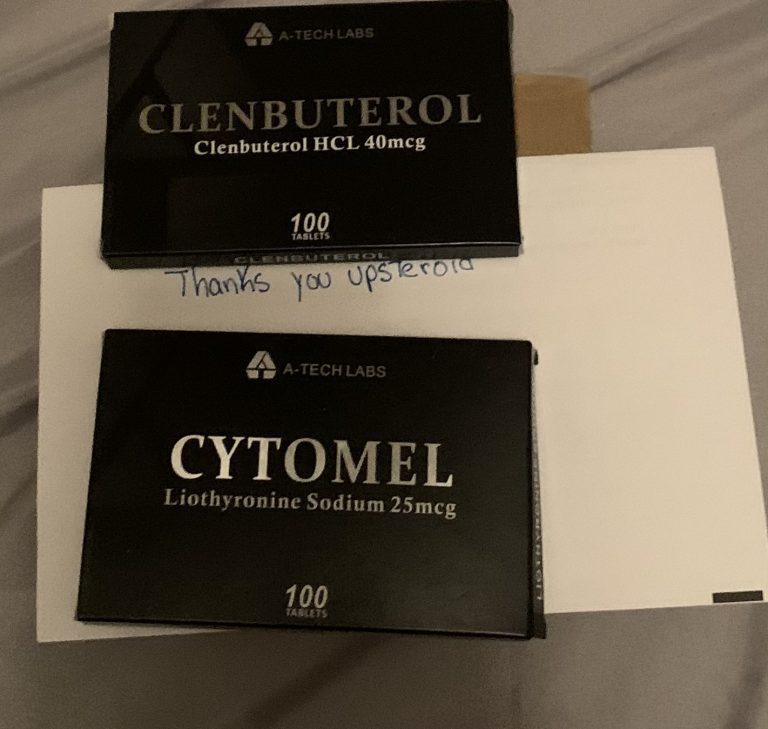 A-TECH LABS
CLENBUTEROL
Clenbuterol HCL 40mcg
100
TABLETS
CLENBUTEROL
Thanks you upsteroid
A-TECH LABS
CYTOMEL
Liothyronine Sodium 25mcg
100
TABLETS